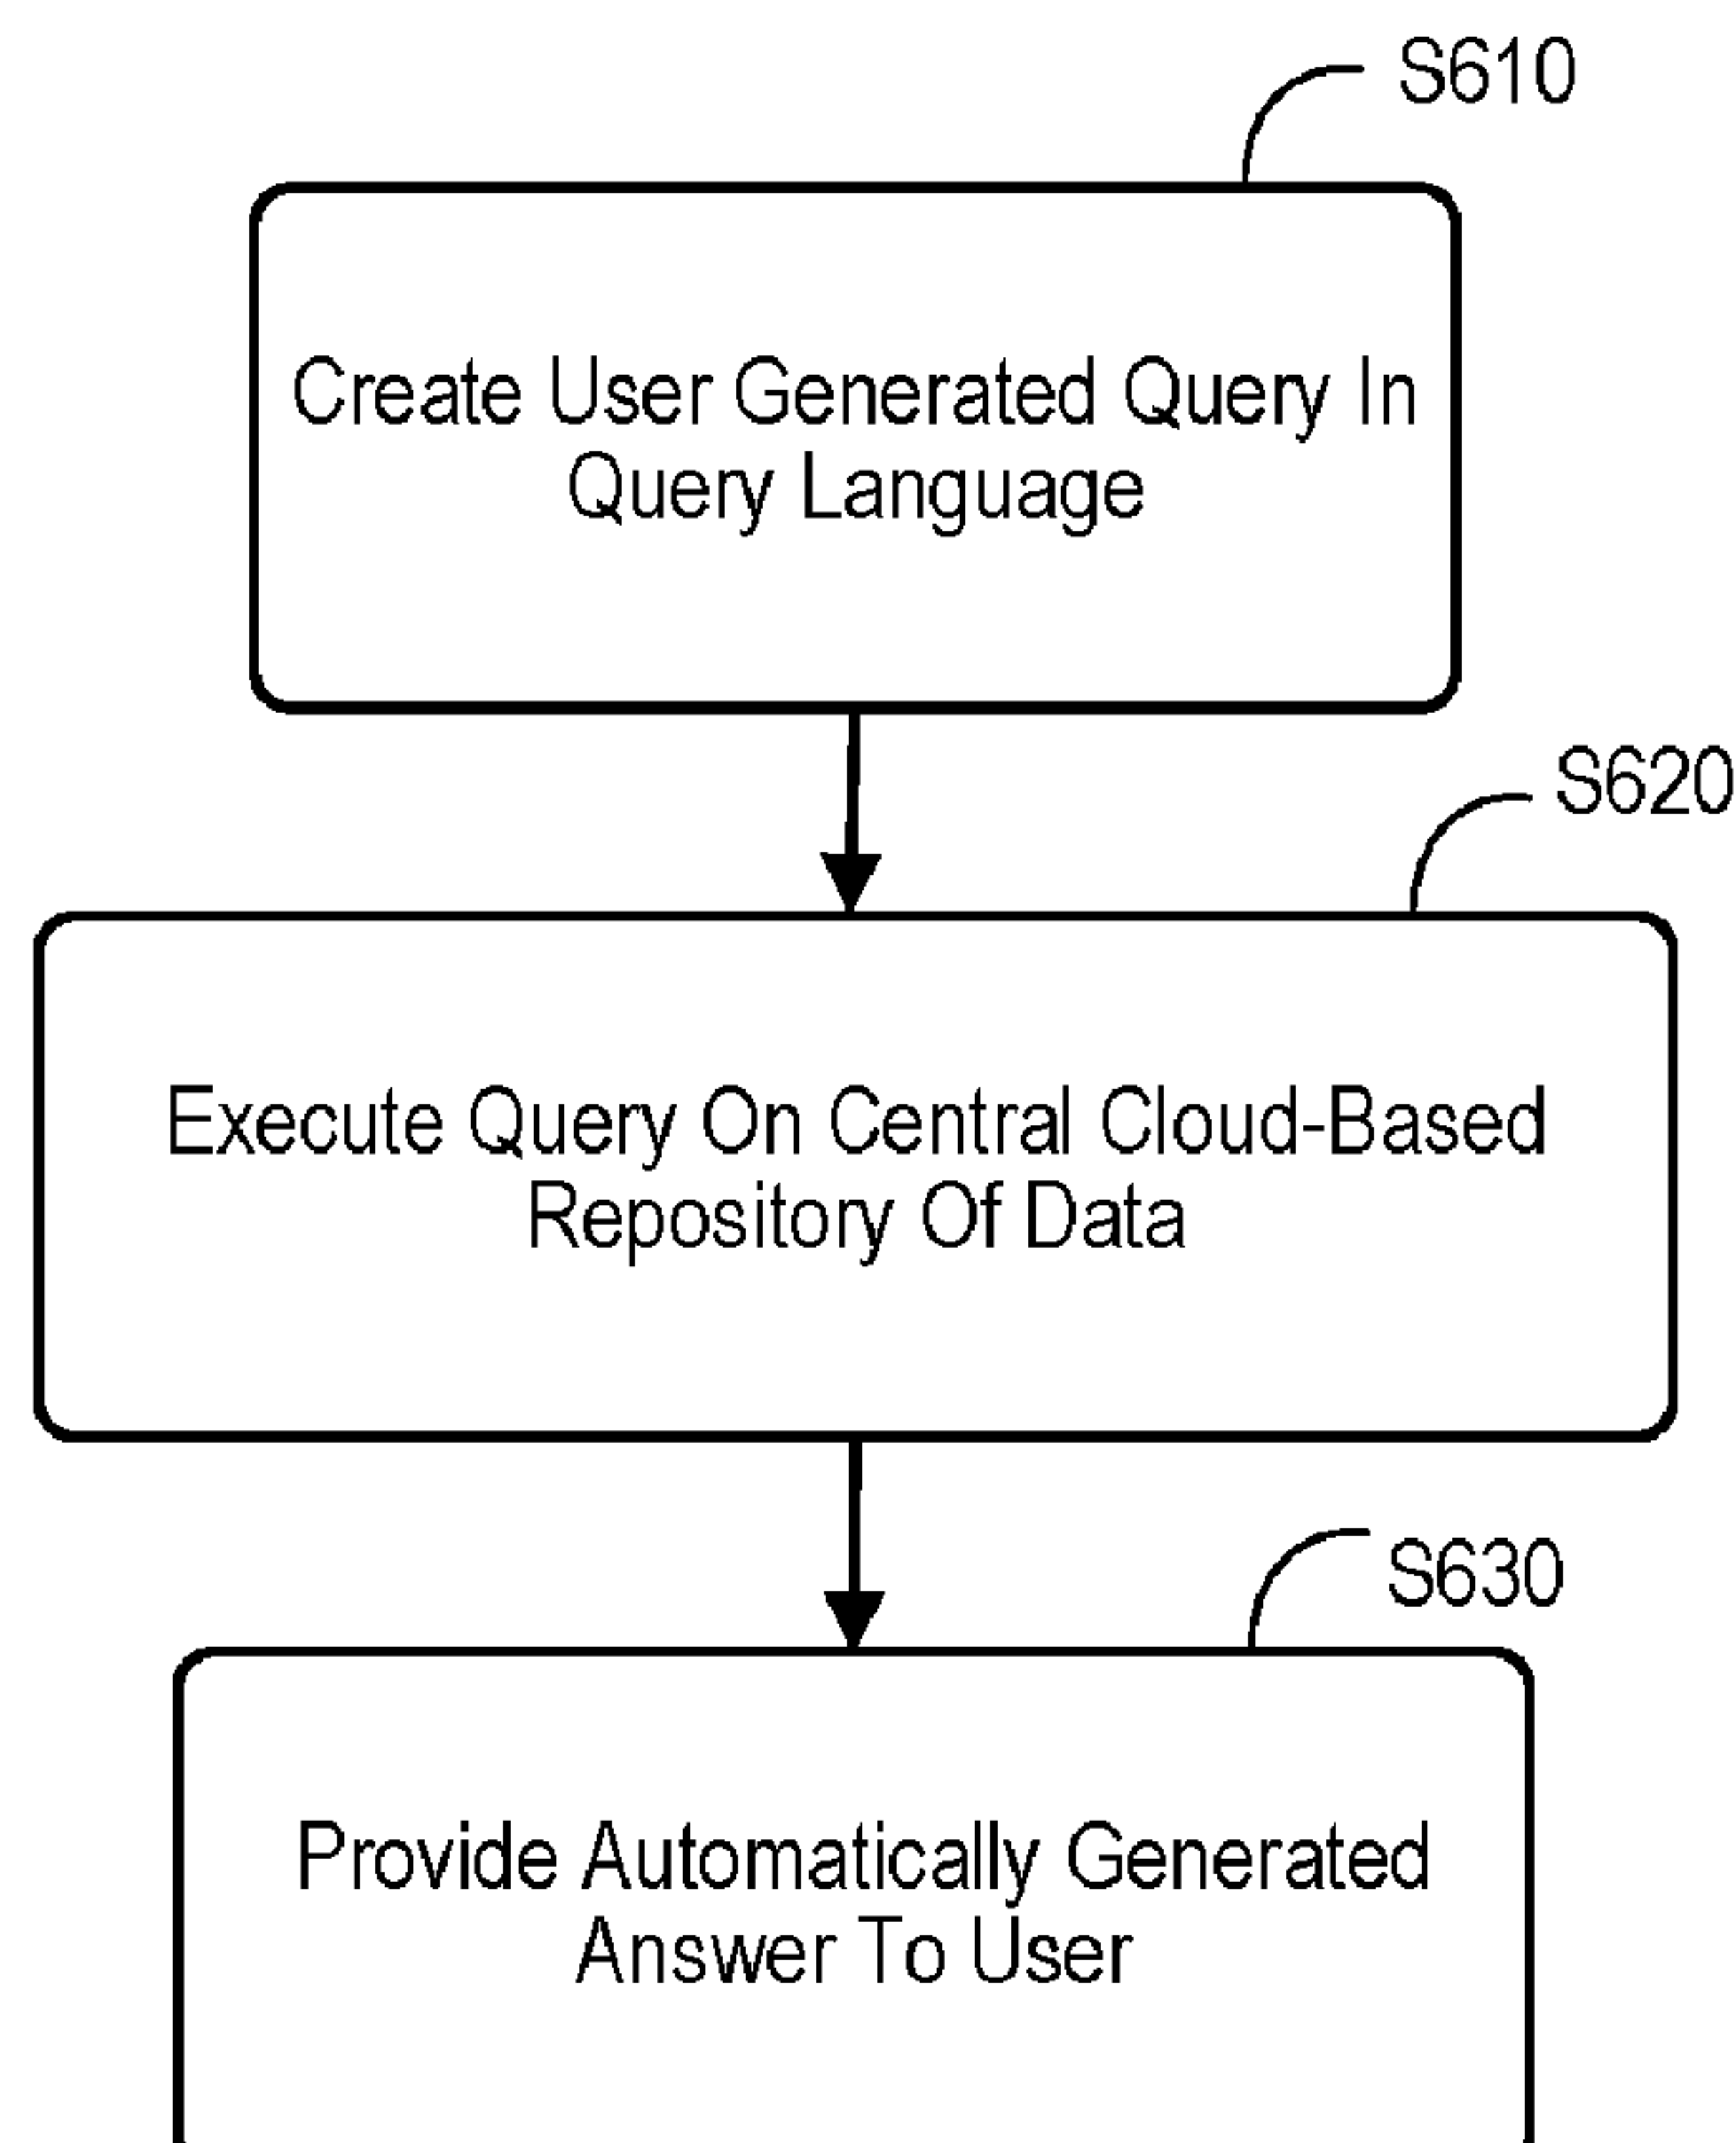 S610
Create User Generated Query In
Query Language
S620
Execute Query On Central Cloud-Based
Repository Of Data
S630
Provide Automatically Generated
Answer To User